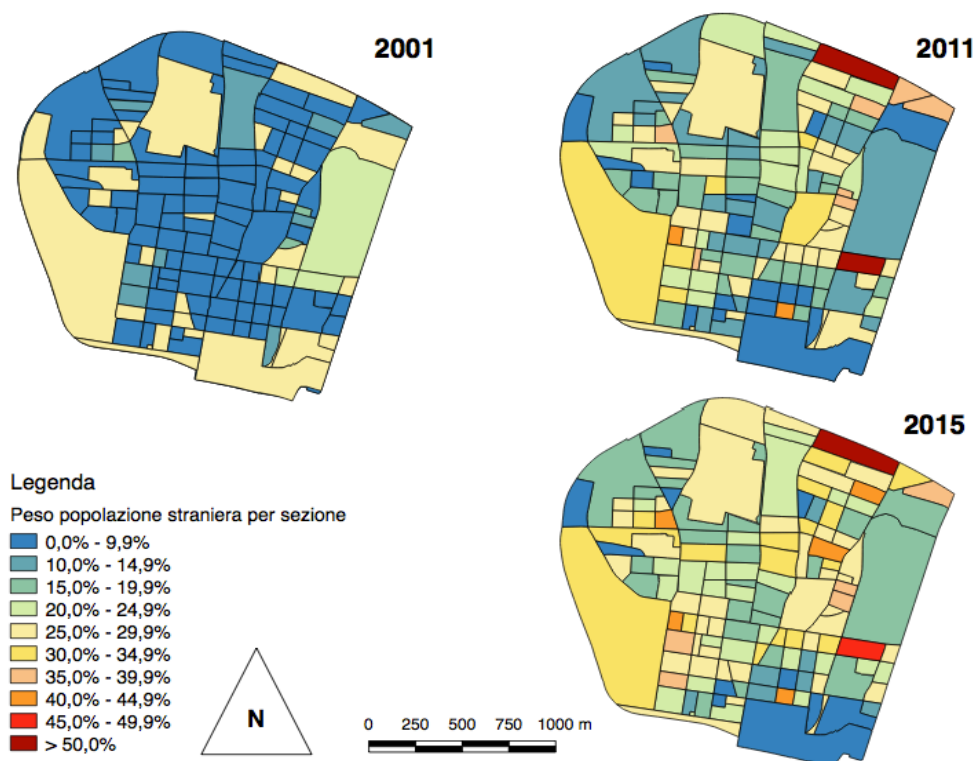 2001
2011
2015
Legenda
Peso popolazione straniera per sezione
0,0% - 9,9%
10,0% - 14,9%
15,0% - 19,9%
20,0% - 24,9%
25,0% - 29,9%
30,0% - 34,9%
35,0% - 39,9%
40,0% - 44,9%
45,0% - 49,9%
> 50,0%
N
0 250 500 750 1000 m